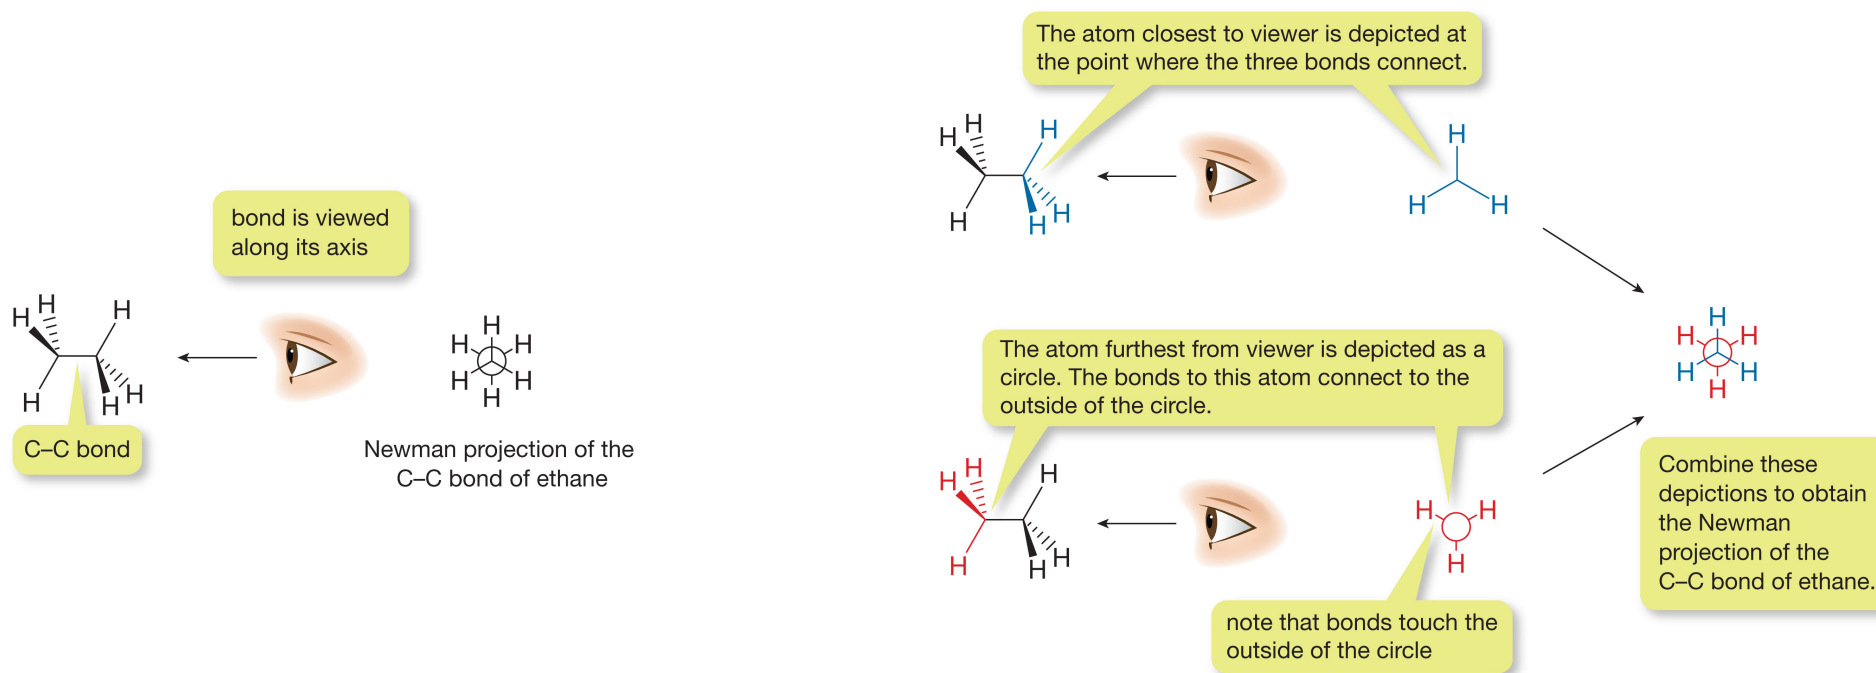 bond is viewed
along its axis
H
H
H
H
H
H
C–C bond
H
H
H
H
H
H
Newman projection of the
C–C bond of ethane
The atom closest to viewer is depicted at
the point where the three bonds connect.
H
H
H
H
H
H
H
H
H
The atom furthest from viewer is depicted as a
circle. The bonds to this atom connect to the
outside of the circle.
H
H
H
H
H
H
H
H
H
note that bonds touch the
outside of the circle
H
H
H
H
H
H
Combine these
depictions to obtain
the Newman
projection of the
C–C bond of ethane.